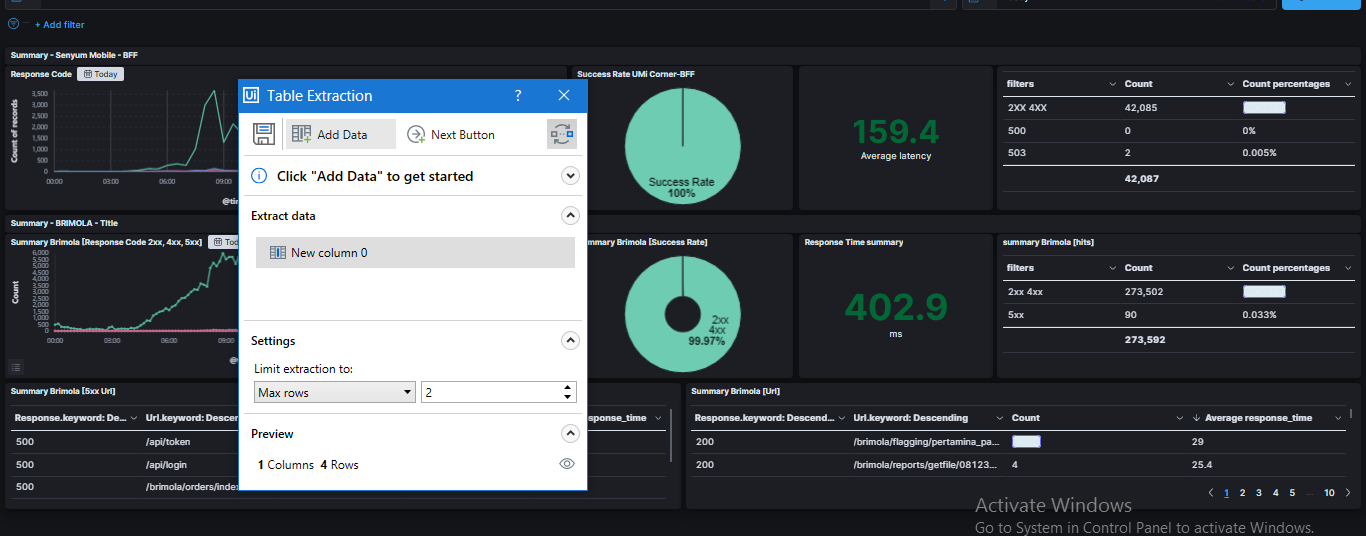 + Add filter
Summary - Senyum Mobile - BFF
Response Code Today
3,500
3,000
2,500
2,000
1,500
1,000
500
0
Count of records
00:00 03:00 06:00 09:00
Success Rate UMi Corner-BFF
Success Rate
100%
159.4
Average latency
filters Count Count percentages
2XX 4XX 42,085
500 0 0%
503 2 0.005%
42,087
Ui Table Extraction ? ×
Add Data Next Button
Click "Add Data" to get started
Extract data
New column 0
Settings
Limit extraction to:
Max rows 2
Preview
1 Columns 4 Rows
Summary - BRIMOLA - Title
Summary Brimola [Response Code 2xx, 4xx, 5xx]
6,000
5,500
5,000
4,500
4,000
3,500
3,000
2,500
2,000
1,500
1,000
500
0
Count
00:00 03:00 06:00 09:00
Brimola [Success Rate]
2xx
4xx
99.97%
Response Time summary
402.9
ms
summary Brimola [hits]
filters Count Count percentages
2xx 4xx 273,502
5xx 90 0.033%
273,592
Summary Brimola [5xx Url]
Response.keyword: De...
500 /api/token
500 /api/login
500
Summary Brimola [Url]
Response.keyword: Descend... Url.keyword: Descending Count Average response_time
200 /brimola/flagging/pertamina_pa... 29
200 /brimola/reports/getfile/08123... 4 25.4
1 2 3 4 5 ... 10
Activate Windows
Go to System in Control Panel to activate Windows.